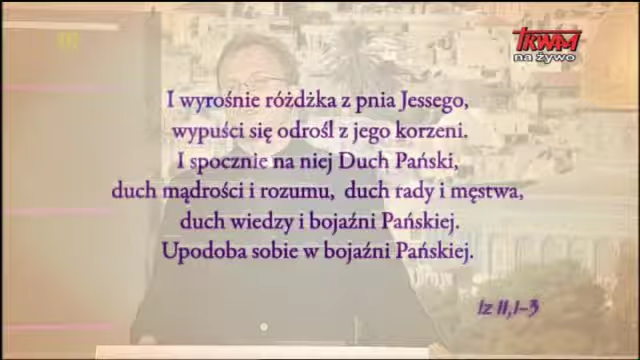 TRWAM
na żywo
I wyrośnie różdżka z pnia Jessego,
wypuści się odrośl z jego korzeni.
I spocznie na niej Duch Pański,
duch mądrości i rozumu, duch rady i męstwa,
duch wiedzy i bojaźni Pańskiej.
Upodoba sobie w bojaźni Pańskiej.
Iz 11,1-3